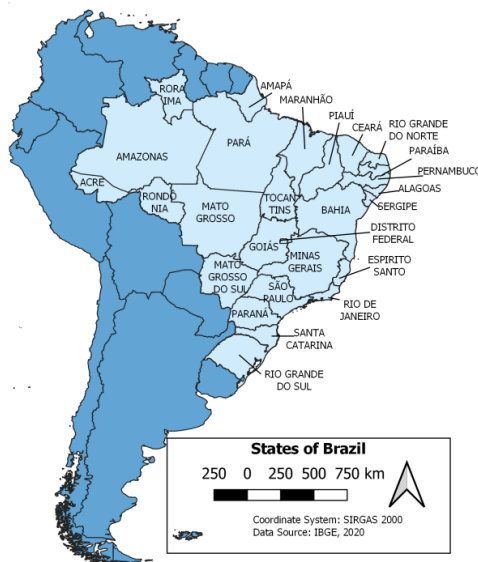 AMAPÁ
RORA
IMA
MARANHÃO
PIAUÍ
CEARÁ
RIO GRANDE
DO NORTE
PARAÍBA
PERNAMBUCO
ALAGOAS
SERGIPE
PARÁ
AMAZONAS
ACRE
RONDÔ
NIA
MATO
GROSSO
TOCAN
TINS
BAHIA
DISTRITO
FEDERAL
GOIÁS
MINAS
GERAIS
ESPIRITO
SANTO
MATO
GROSSO
DO SUL
SÃO
PAULO
RIO DE
JANEIRO
PARANÁ
SANTA
CATARINA
RIO GRANDE
DO SUL
States of Brazil
250 0 250 500 750 km
Coordinate System: SIRGAS 2000
Data Source: IBGE, 2020